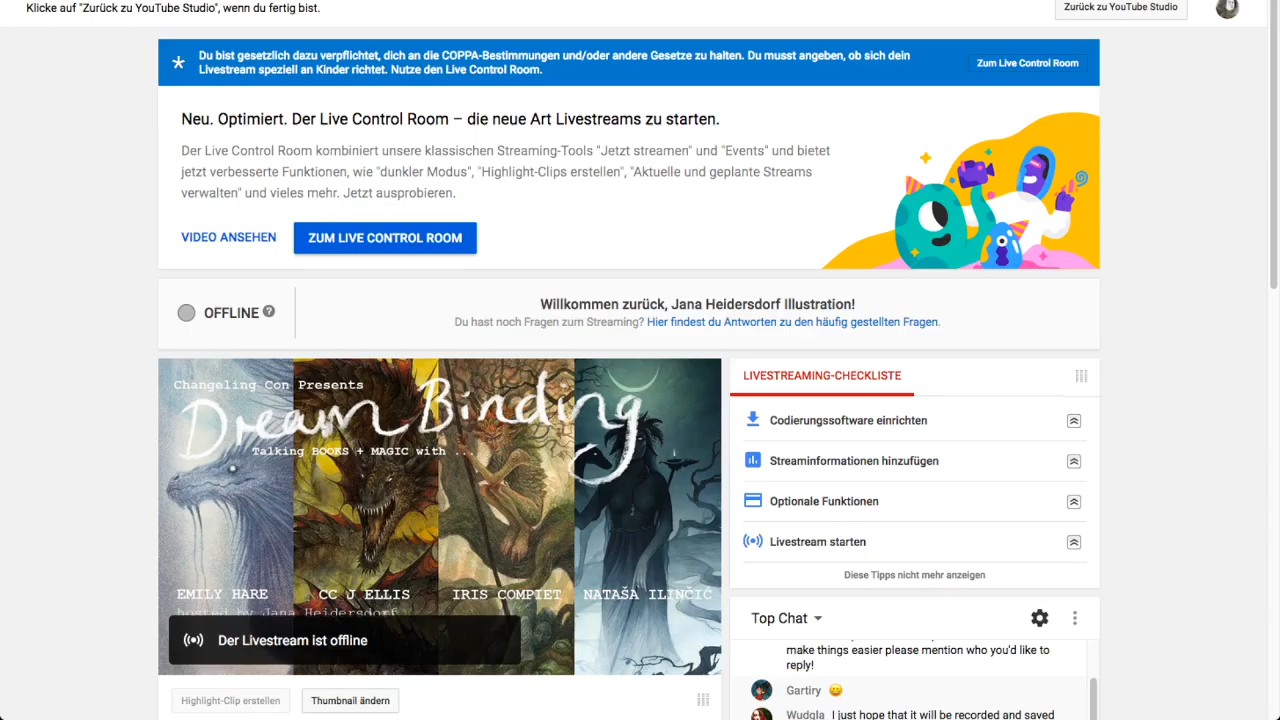 Klicke auf "Zurück zu YouTube Studio", wenn du fertig bist.
Zurück zu YouTube Studio
Du bist gesetzlich dazu verpflichtet, dich an die COPPA-Bestimmungen und/oder andere Gesetze zu halten. Du musst angeben, ob sich dein
Livestream speziell an Kinder richtet. Nutze den Live Control Room.
Zum Live Control Room
Neu. Optimiert. Der Live Control Room – die neue Art Livestreams zu starten.
Der Live Control Room kombiniert unsere klassischen Streaming-Tools "Jetzt streamen" und "Events" und bietet
jetzt verbesserte Funktionen, wie "dunkler Modus", "Highlight-Clips erstellen", "Aktuelle und geplante Streams
verwalten" und vieles mehr. Jetzt ausprobieren.
VIDEO ANSEHEN
ZUM LIVE CONTROL ROOM
OFFLINE
Willkommen zurück, Jana Heidersdorf Illustration!
Du hast noch Fragen zum Streaming? Hier findest du Antworten zu den häufig gestellten Fragen.
Changeling Con Presents
Dream Binding
Talking BOOKS + MAGIC with ...
EMILY HARE
CC J ELLIS
IRIS COMPIET
NATAŠA ILINČIĆ
hosted by Jana Heidersdorf
Der Livestream ist offline
Highlight-Clip erstellen
Thumbnail ändern
LIVESTREAMING-CHECKLISTE
Codierungssoftware einrichten
Streaminformationen hinzufügen
Optionale Funktionen
Livestream starten
Diese Tipps nicht mehr anzeigen
Top Chat
make things easier please mention who you'd like to
reply!
Gartiry
Wudgla I just hope that it will be recorded and saved